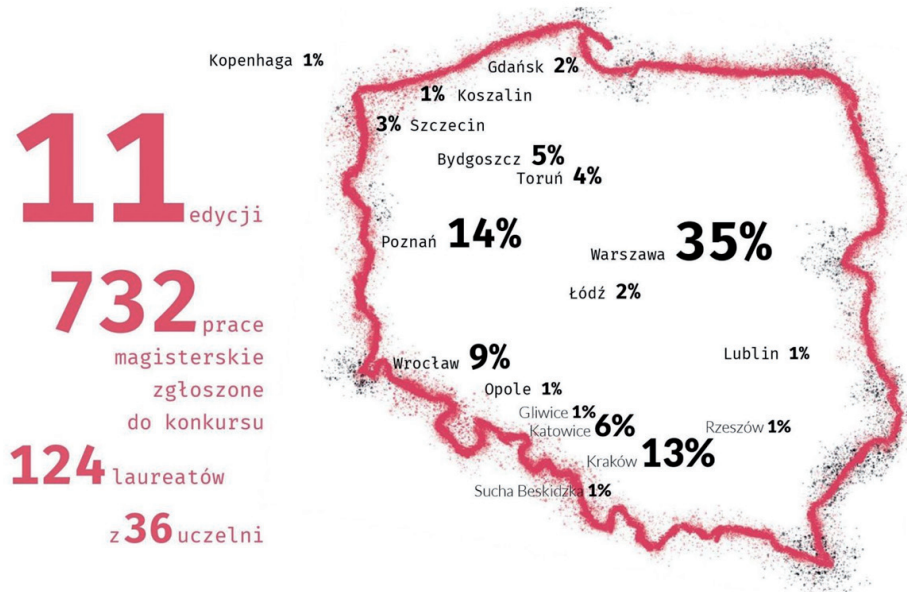 11 edycji
732 prace
magisterskie
zgłoszone
do konkursu
124 laureatów
z 36 uczelni
Kopenhaga 1%
Gdańsk 2%
1% Koszalin
3% Szczecin
Bydgoszcz 5%
Toruń 4%
Poznań 14%
Warszawa 35%
Łódź 2%
Lublin 1%
Wrocław 9%
Opole 1%
Gliwice 1%
Katowice 6%
Rzeszów 1%
Kraków 13%
Sucha Beskidzka 1%